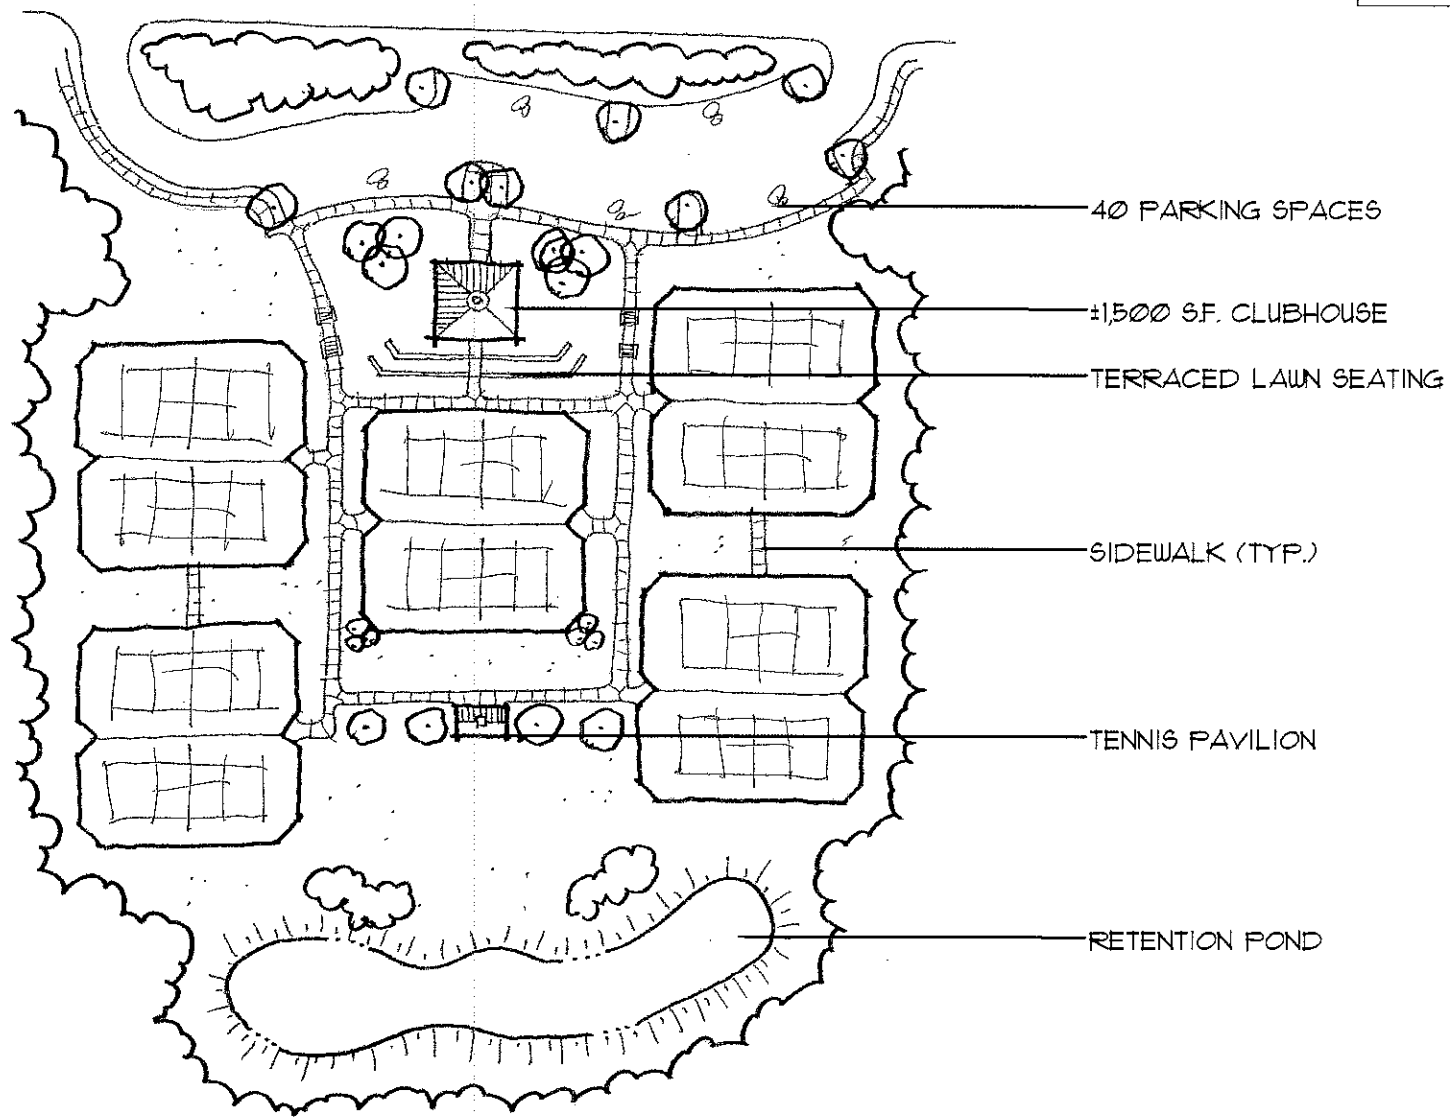 40 PARKING SPACES
±1,500 S.F. CLUBHOUSE
TERRACED LAWN SEATING
SIDEWALK (TYP.)
TENNIS PAVILION
RETENTION POND